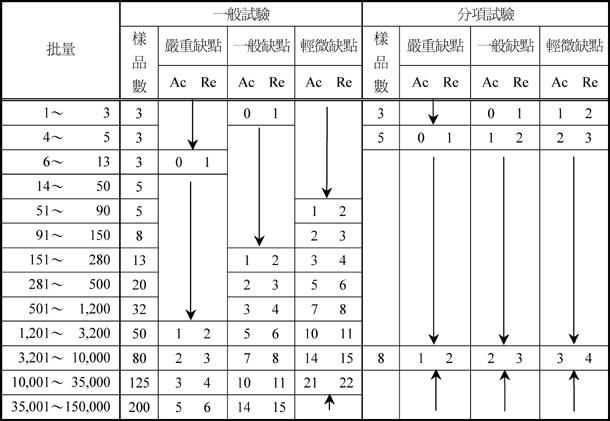 一般試驗 分項試驗
批量 樣品數 嚴重缺點 一般缺點 輕微缺點 樣品數 嚴重缺點 一般缺點 輕微缺點
Ac Re Ac Re Ac Re Ac Re Ac Re Ac Re
1～ 3 3 0 1 3 0 1 1 2
4～ 5 3 5 0 1 1 2 2 3
6～ 13 3 0 1
14～ 50 5
51～ 90 5 1 2
91～ 150 8 2 3
151～ 280 13 1 2 3 4
281～ 500 20 2 3 5 6
501～ 1,200 32 3 4 7 8
1,201～ 3,200 50 1 2 5 6 10 11
3,201～ 10,000 80 2 3 7 8 14 15 8 1 2 2 3 3 4
10,001～ 35,000 125 3 4 10 11 21 22
35,001～150,000 200 5 6 14 15